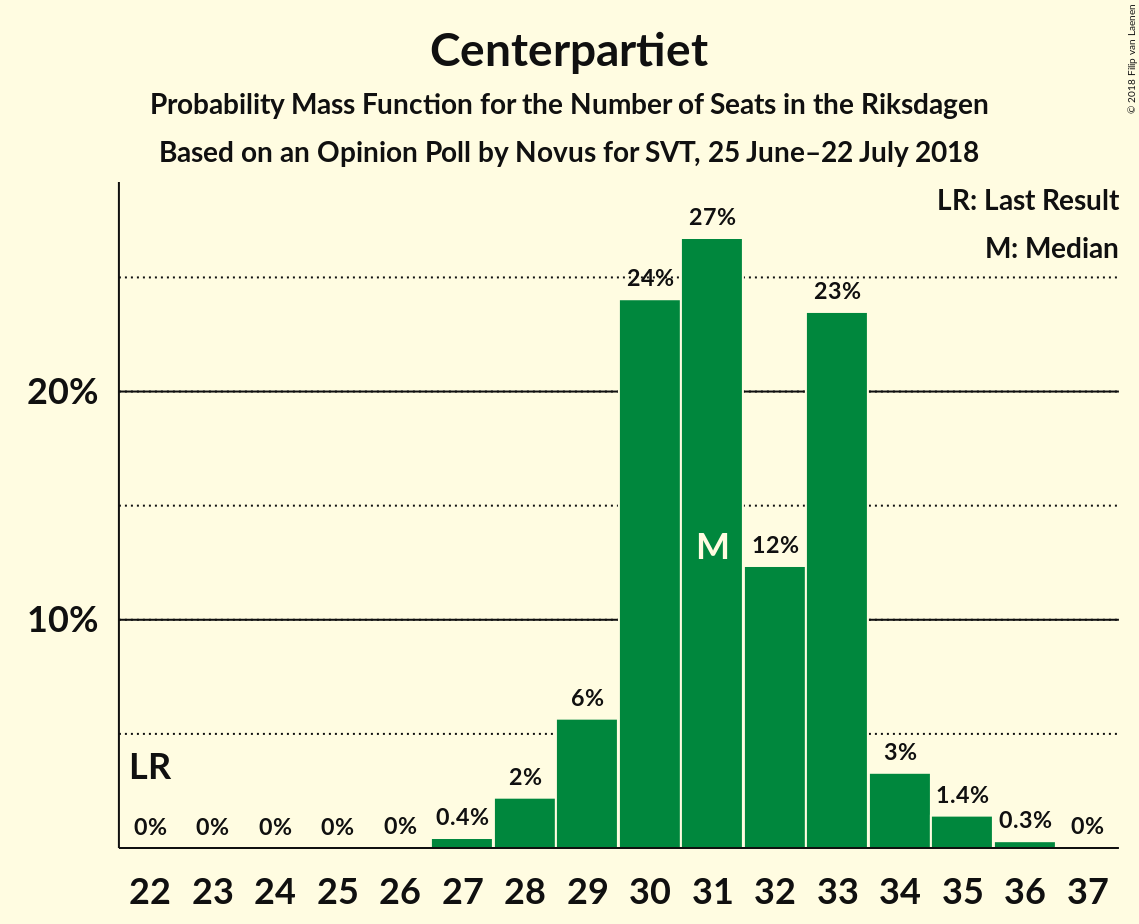 Centerpartiet
Probability Mass Function for the Number of Seats in the Riksdagen
Based on an Opinion Poll by Novus for SVT, 25 June–22 July 2018
© 2018 Filip van Laenen
LR: Last Result
M: Median
27%
24%
23%
20%
M
12%
10%
6%
LR
3%
2%
1.4%
0% 0% 0% 0% 0% 0.4% 0.3% 0%
22 23 24 25 26 27 28 29 30 31 32 33 34 35 36 37